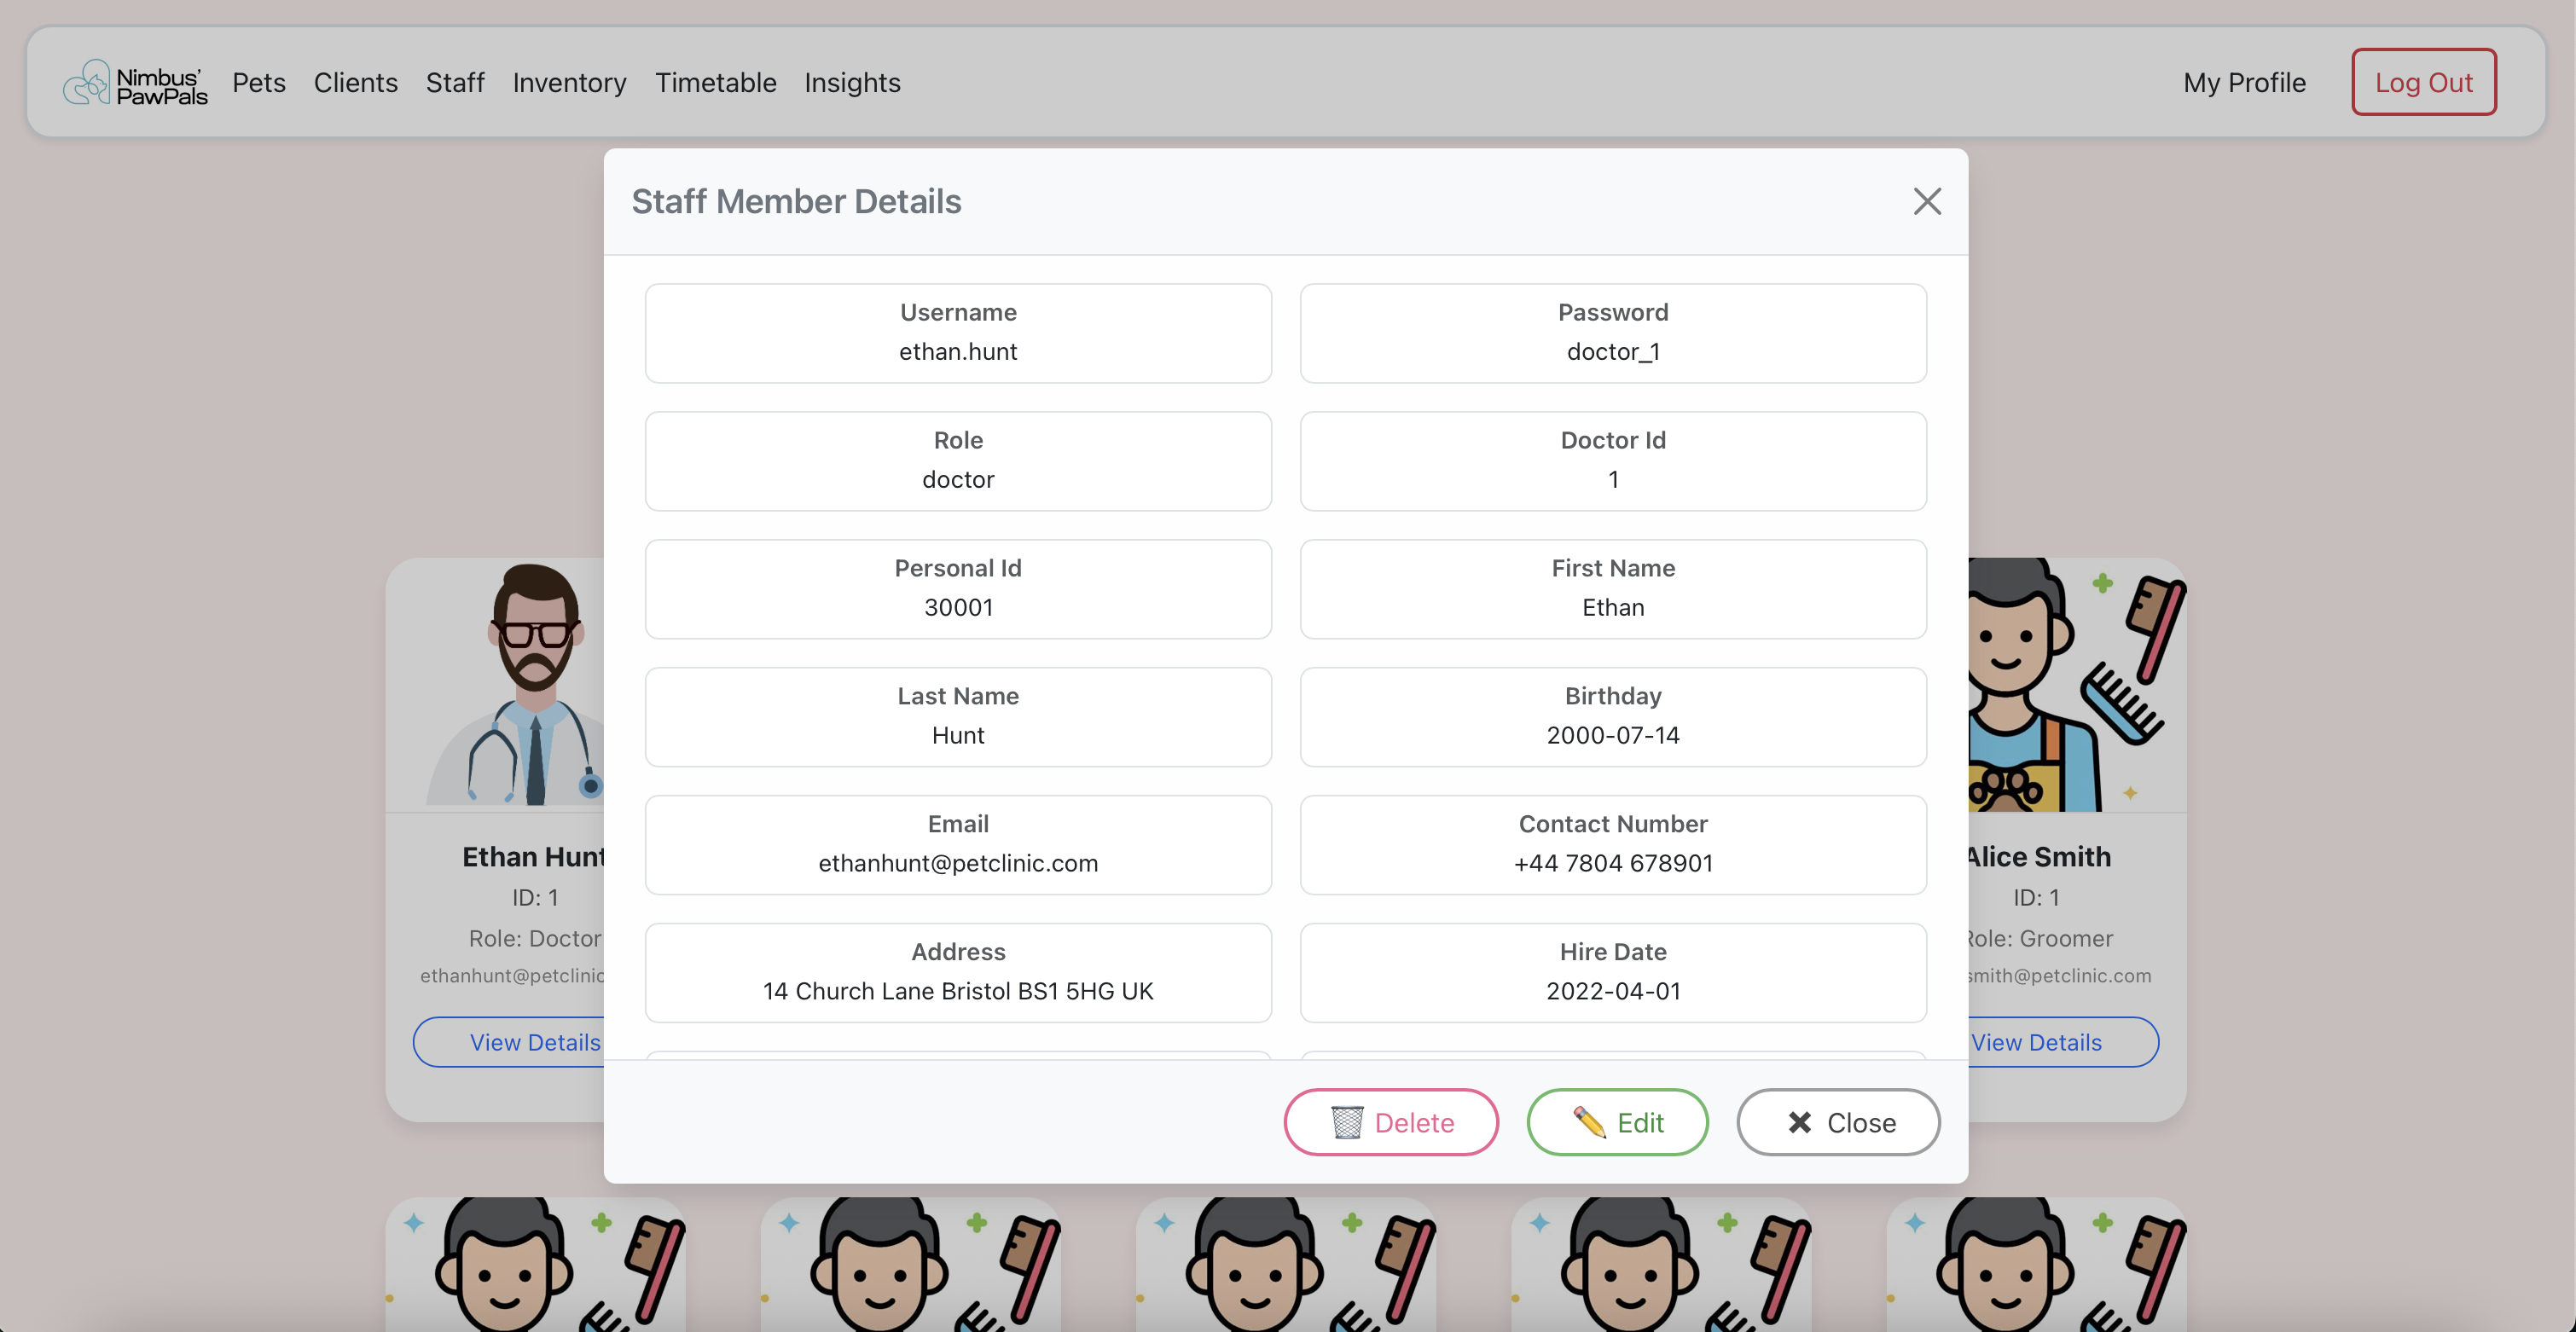 Nimbus'
PawPals
Pets Clients Staff Inventory Timetable Insights My Profile Log Out
Staff Member Details
Username Password
ethan.hunt doctor_1
Role Doctor Id
doctor 1
Personal Id First Name
30001 Ethan
Last Name Birthday
Hunt 2000-07-14
Email Contact Number
ethanhunt@petclinic.com +44 7804 678901
Address Hire Date
14 Church Lane Bristol BS1 5HG UK 2022-04-01
Delete Edit Close
Ethan Hunt
ID: 1
Role: Doctor
ethanhunt@petclinic
View Details
Alice Smith
ID: 1
Role: Groomer
smith@petclinic.com
View Details